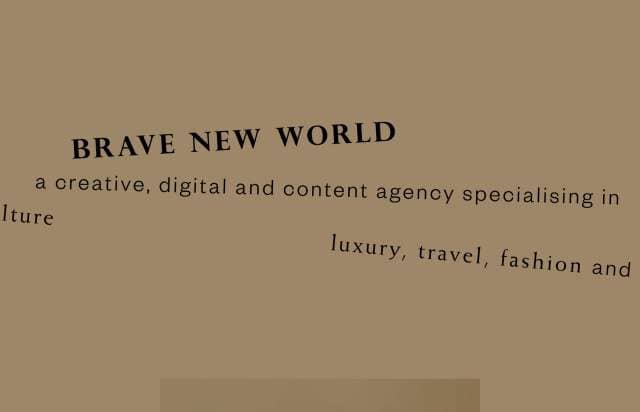 BRAVE NEW WORLD
a creative, digital and content agency specialising in
lture
luxury, travel, fashion and